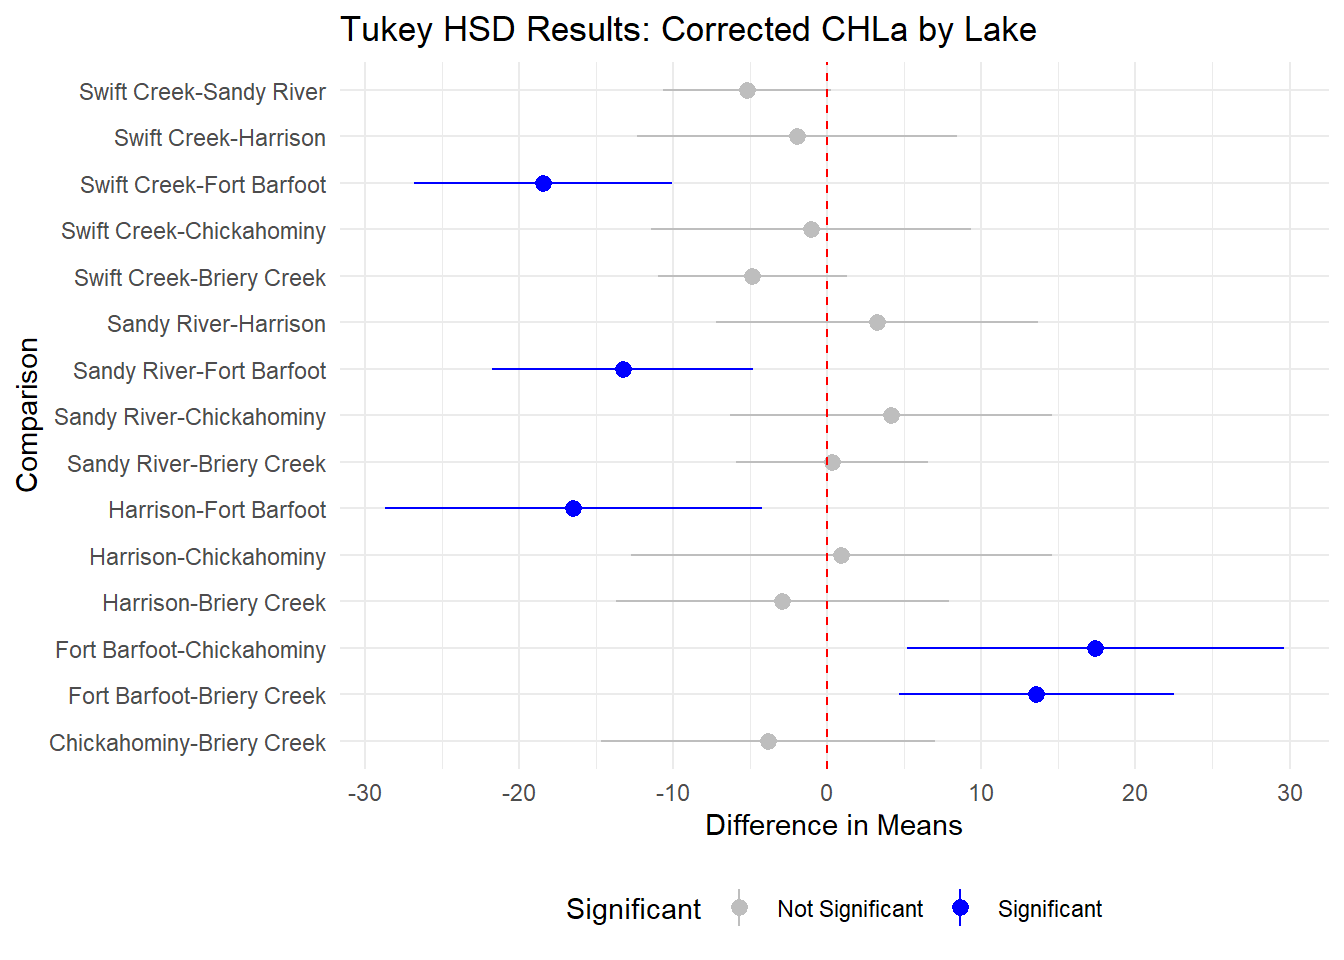 Tukey HSD Results: Corrected CHLa by Lake
Comparison
Swift Creek-Sandy River
Swift Creek-Harrison
Swift Creek-Fort Barfoot
Swift Creek-Chickahominy
Swift Creek-Briery Creek
Sandy River-Harrison
Sandy River-Fort Barfoot
Sandy River-Chickahominy
Sandy River-Briery Creek
Harrison-Fort Barfoot
Harrison-Chickahominy
Harrison-Briery Creek
Fort Barfoot-Chickahominy
Fort Barfoot-Briery Creek
Chickahominy-Briery Creek
-30 -20 -10 0 10 20 30
Difference in Means
Significant Not Significant Significant